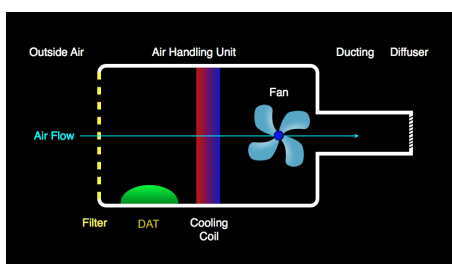 Outside Air
Air Handling Unit
Ducting
Diffuser
Fan
Air Flow
Filter
DAT
Cooling
Coil